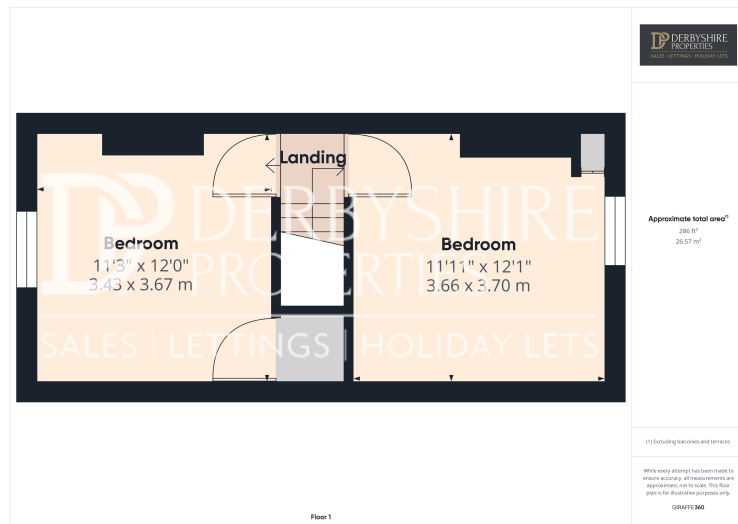 DP DERBYSHIRE
PROPERTIES
SALES | LETTINGS | HOLIDAY LETS
Landing
Bedroom
11'3" x 12'0"
3.43 x 3.67 m
Bedroom
11'11" x 12'1"
3.66 x 3.70 m
DERBYSHIRE
PROPERTIES
SALES | LETTINGS | HOLIDAY LETS
Floor 1
Approximate total area⁽¹⁾
286 ft²
26.57 m²
(1) Excluding balconies and terraces
While every attempt has been made to
ensure accuracy, all measurements are
approximate, not to scale. This floor
plan is for illustrative purposes only.
GIRAFFE360